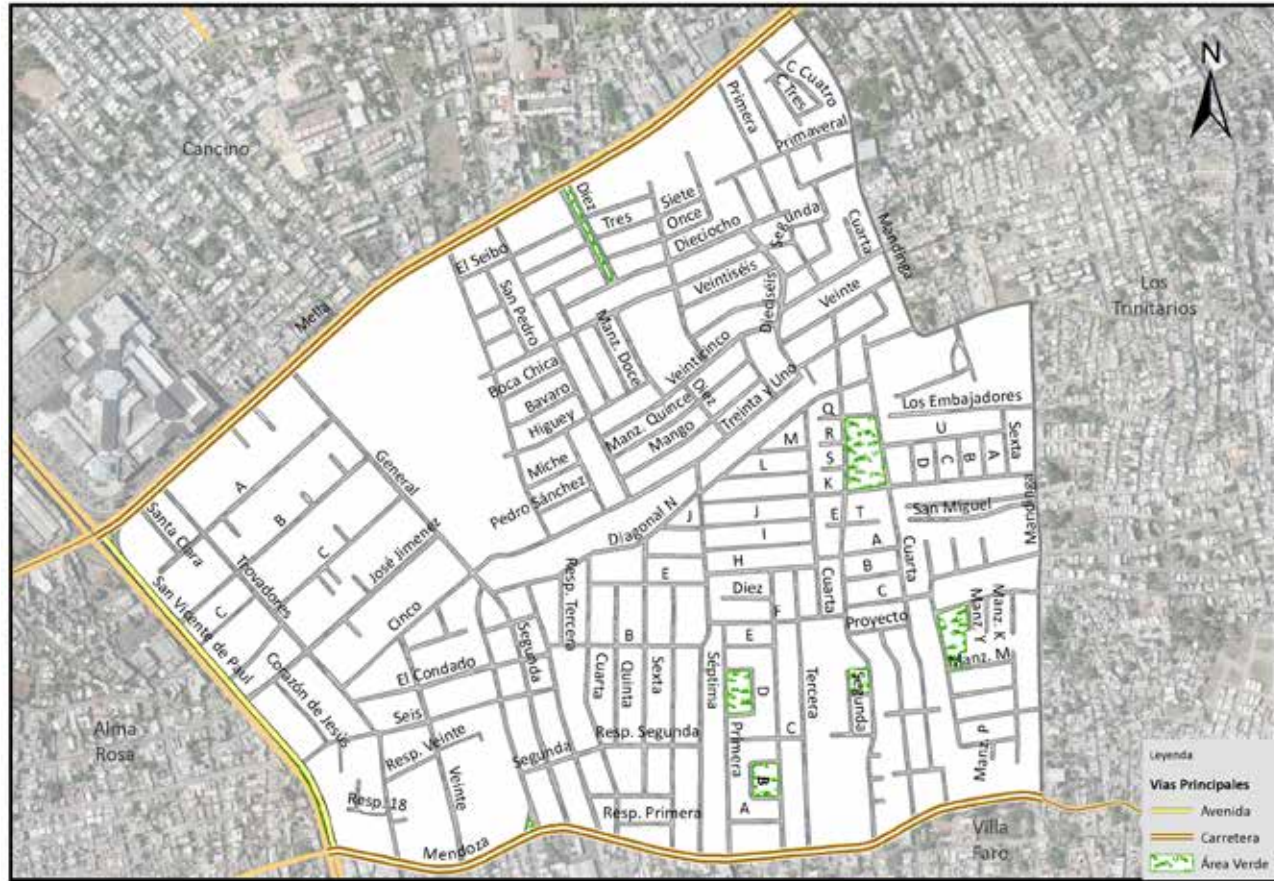 N
C Cuatro
C Tres
Primera
Primaveral
Cancino
Diez
Siete
Tres
Once
Dieciocho
Segunda
Cuarta
Mandinga
El Seibo
Los
Trinitarios
San Pedro
Veintiséis
Dieciséis
Veinte
Mella
Manz. Doce
Veinticinco
Boca Chica
Bavaro
Higuey
Diez
Manz. Quince
Treinta y Uno
Mango
Los Embajadores
Q
R
S
K
U
D
C
B
A
Sexta
M
L
Miche
Pedro Sánchez
General
A
B
C
José Jimenez
Santa Clara
Trovadores
Diagonal N
J
J
I
E
T
San Miguel
Mandinga
H
A
B
C
Cuarta
Cuarta
San Vicente de Paul
C
Cinco
Resp. Tercera
E
Diez
F
Proyecto
Manz. Y
Manz. K
Manz. M
Segunda
B
E
Corazón de Jesús
El Condado
Cuarta
Quinta
Sexta
Séptima
D
Tercera
Segunda
Seis
Alma
Rosa
Resp. Veinte
Segunda
Resp. Segunda
Primera
C
Manz. P
Veinte
B
Resp. 18
Resp. Primera
A
Mendoza
Villa
Faro
Leyenda
Vías Principales
Avenida
Carretera
Área Verde